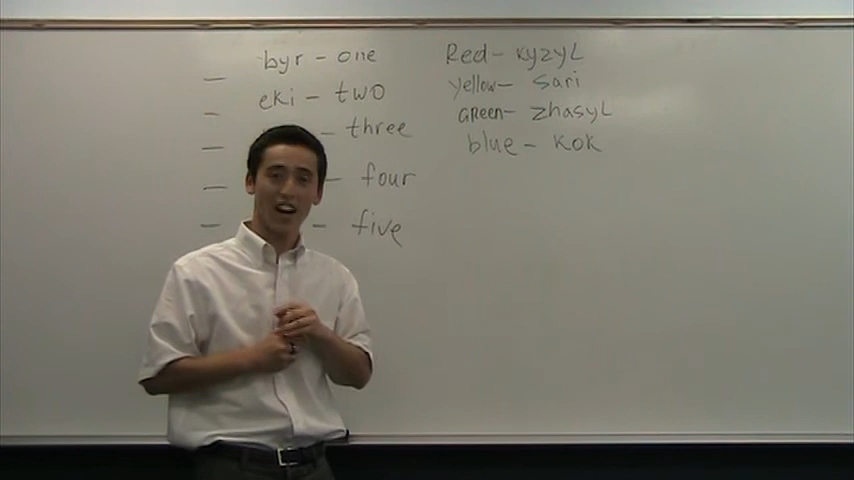 byr - one
eki - two
- three
- four
- five
Red - kyzyL
yellow - sari
GReen - zhasyL
blue - kok